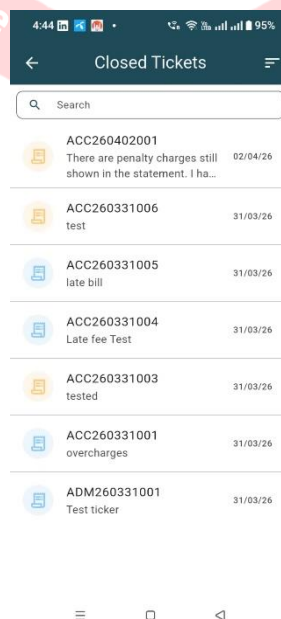 4:44
95%
Closed Tickets
Search
ACC260402001
There are penalty charges still
shown in the statement. I ha...
02/04/26
ACC260331006
test
31/03/26
ACC260331005
late bill
31/03/26
ACC260331004
Late fee Test
31/03/26
ACC260331003
tested
31/03/26
ACC260331001
overcharges
31/03/26
ADM260331001
Test ticker
31/03/26